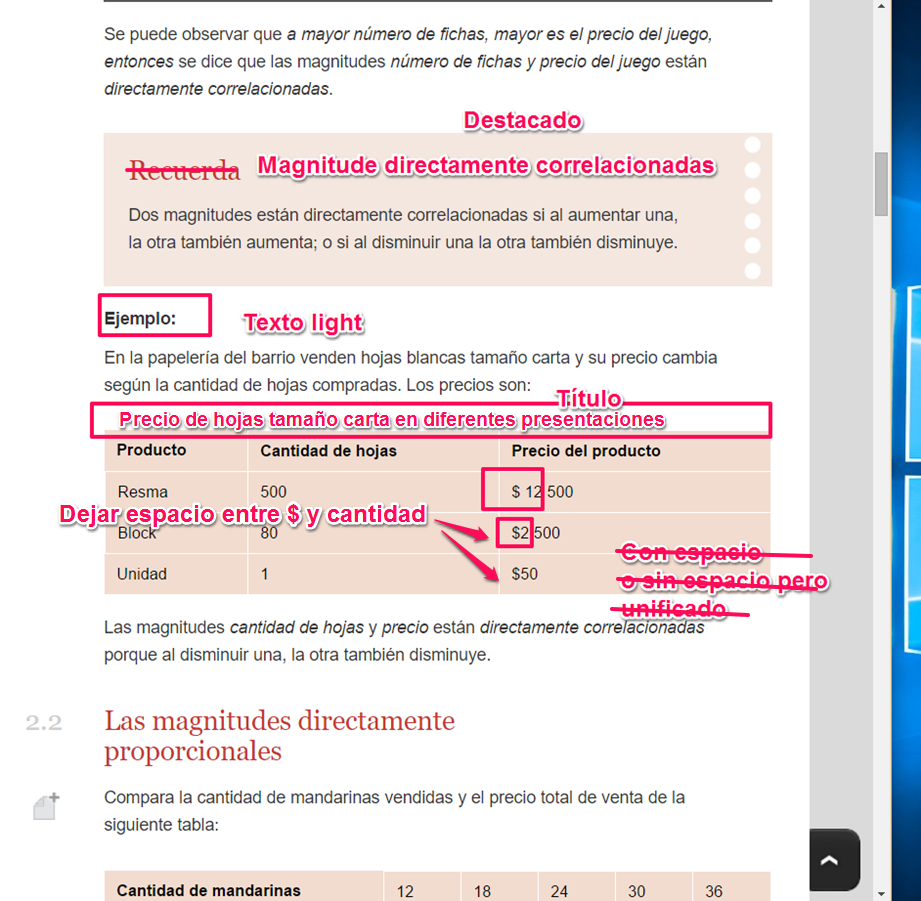 Se puede observar que a mayor número de fichas, mayor es el precio del juego,
entonces se dice que las magnitudes número de fichas y precio del juego están
directamente correlacionadas.
Destacado
Recuerda Magnitude directamente correlacionadas
Dos magnitudes están directamente correlacionadas si al aumentar una,
la otra también aumenta; o si al disminuir una la otra también disminuye.
Ejemplo: Texto light
En la papelería del barrio venden hojas blancas tamaño carta y su precio cambia
según la cantidad de hojas compradas. Los precios son:
Título
Precio de hojas tamaño carta en diferentes presentaciones
Producto Cantidad de hojas Precio del producto
Resma 500 $ 12 500
Dejar espacio entre $ y cantidad
Block 80 $2 500
Con espacio
o sin espacio pero
unificado
Unidad 1 $50
Las magnitudes cantidad de hojas y precio están directamente correlacionadas
porque al disminuir una, la otra también disminuye.
2.2 Las magnitudes directamente
proporcionales
Compara la cantidad de mandarinas vendidas y el precio total de venta de la
siguiente tabla:
Cantidad de mandarinas 12 18 24 30 36